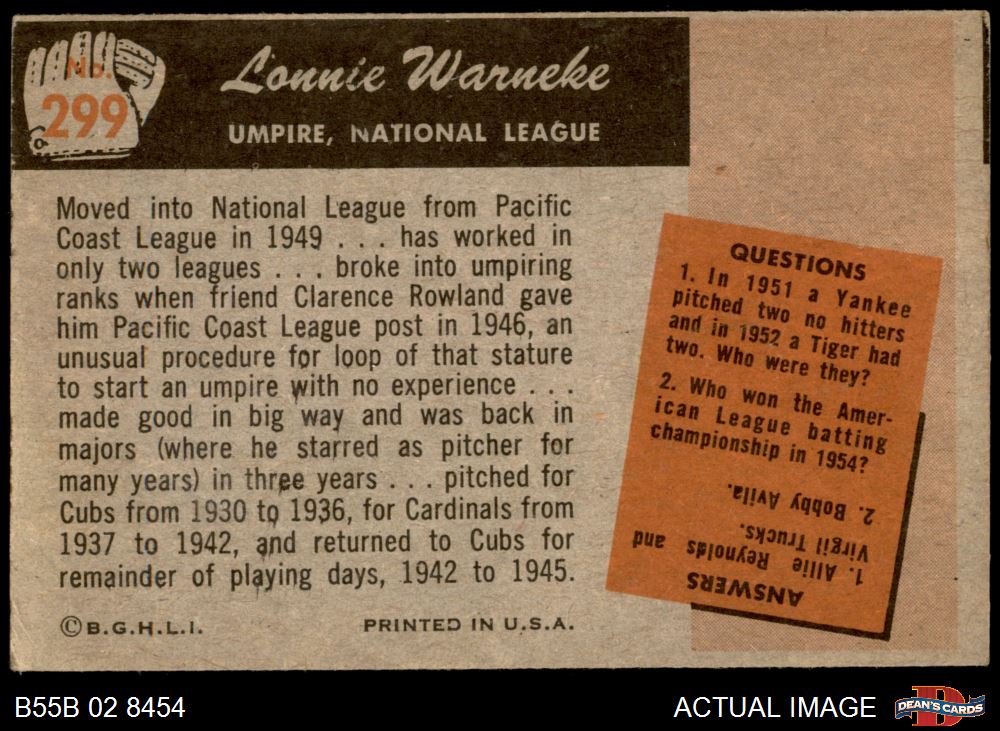 No.
299
Lonnie Warneke
UMPIRE, NATIONAL LEAGUE
Moved into National League from Pacific
Coast League in 1949 . . . has worked in
only two leagues . . . broke into umpiring
ranks when friend Clarence Rowland gave
him Pacific Coast League post in 1946, an
unusual procedure for loop of that stature
to start an umpire with no experience . . .
made good in big way and was back in
majors (where he starred as pitcher for
many years) in three years . . . pitched for
Cubs from 1930 to 1936, for Cardinals from
1937 to 1942, and returned to Cubs for
remainder of playing days, 1942 to 1945.
©B.G.H.L.I.
PRINTED IN U.S.A.
QUESTIONS
1. In 1951 a Yankee
pitched two no hitters
and in 1952 a Tiger had
two. Who were they?
2. Who won the Amer-
ican League batting
championship in 1954?
ANSWERS
1. Allie Reynolds and
Virgil Trucks.
2. Bobby Avila.
B55B 02 8454
ACTUAL IMAGE
D
DEAN'S CARDS